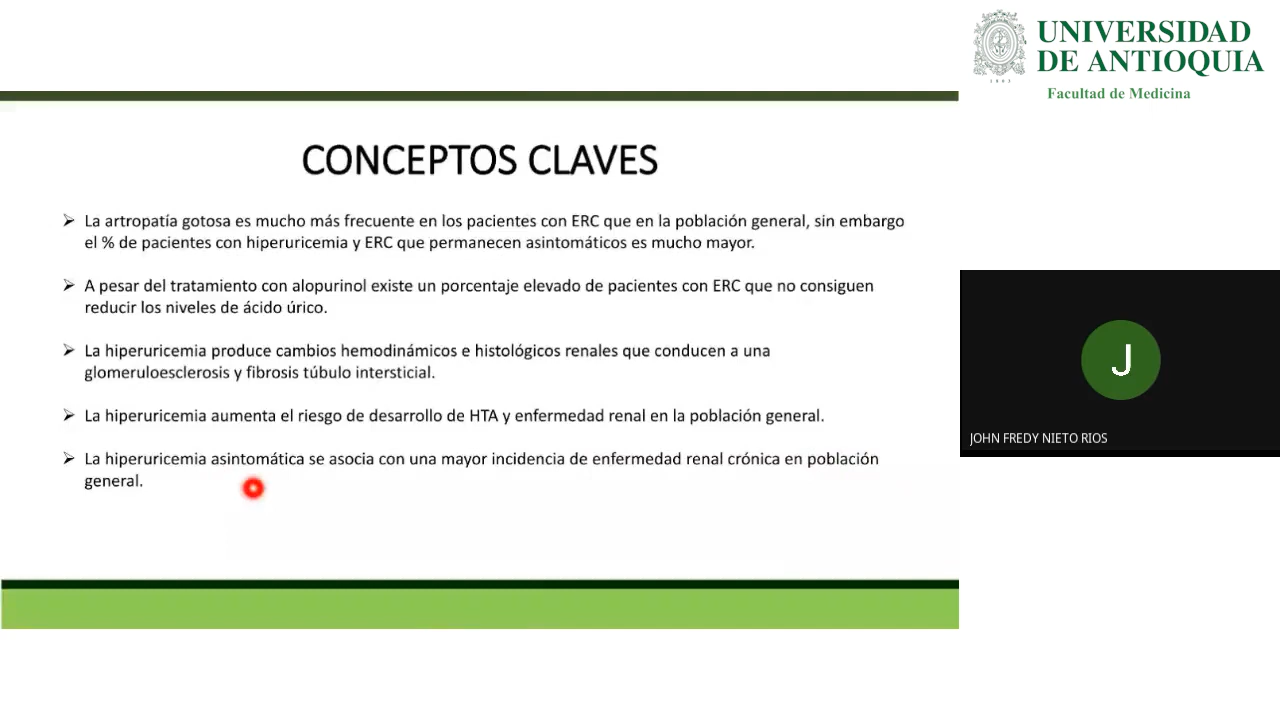 UNIVERSIDAD
DE ANTIOQUIA
1803
Facultad de Medicina
CONCEPTOS CLAVES
La artropatía gotosa es mucho más frecuente en los pacientes con ERC que en la población general, sin embargo
el % de pacientes con hiperuricemia y ERC que permanecen asintomáticos es mucho mayor.
A pesar del tratamiento con alopurinol existe un porcentaje elevado de pacientes con ERC que no consiguen
reducir los niveles de ácido úrico.
La hiperuricemia produce cambios hemodinámicos e histológicos renales que conducen a una
glomeruloesclerosis y fibrosis túbulo intersticial.
La hiperuricemia aumenta el riesgo de desarrollo de HTA y enfermedad renal en la población general.
La hiperuricemia asintomática se asocia con una mayor incidencia de enfermedad renal crónica en población
general.
J
JOHN FREDY NIETO RIOS